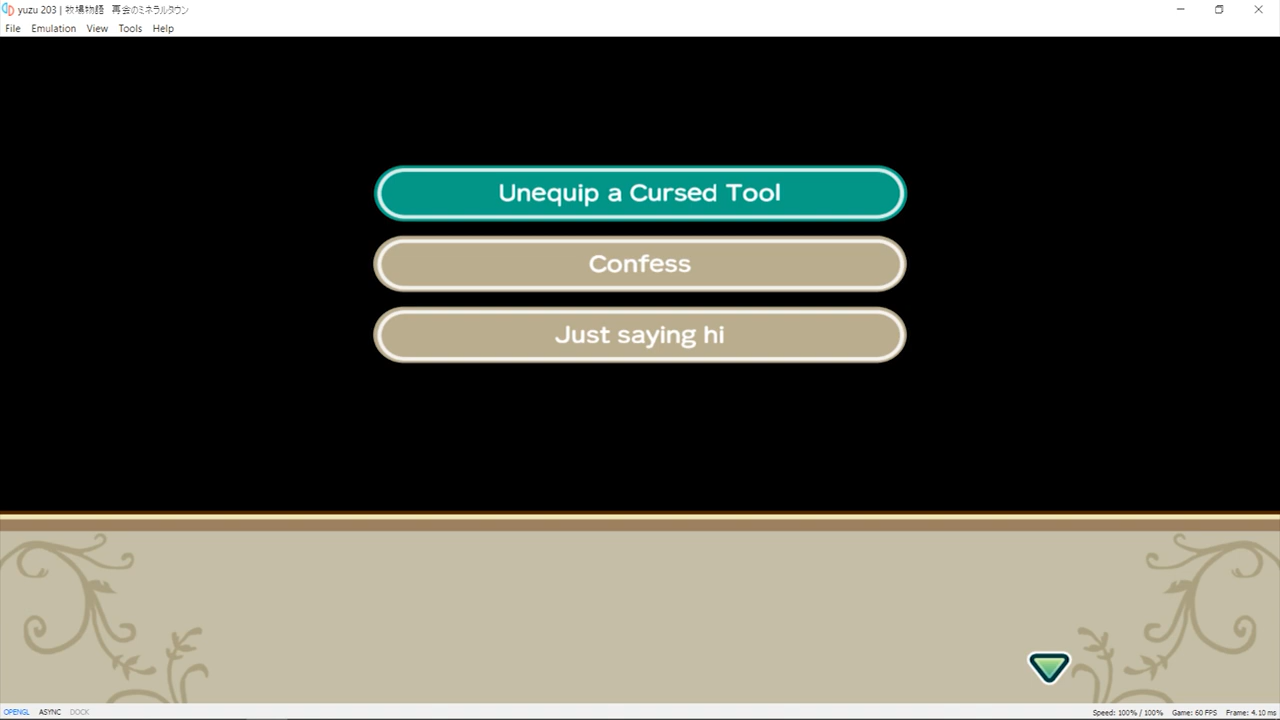 yuzu 203 | 牧場物語 再会のミネラルタウン
File Emulation View Tools Help
Unequip a Cursed Tool
Confess
Just saying hi
OPENGL ASYNC DOCK Speed: 100% / 100% Game: 60 FPS Frame: 4.10 ms